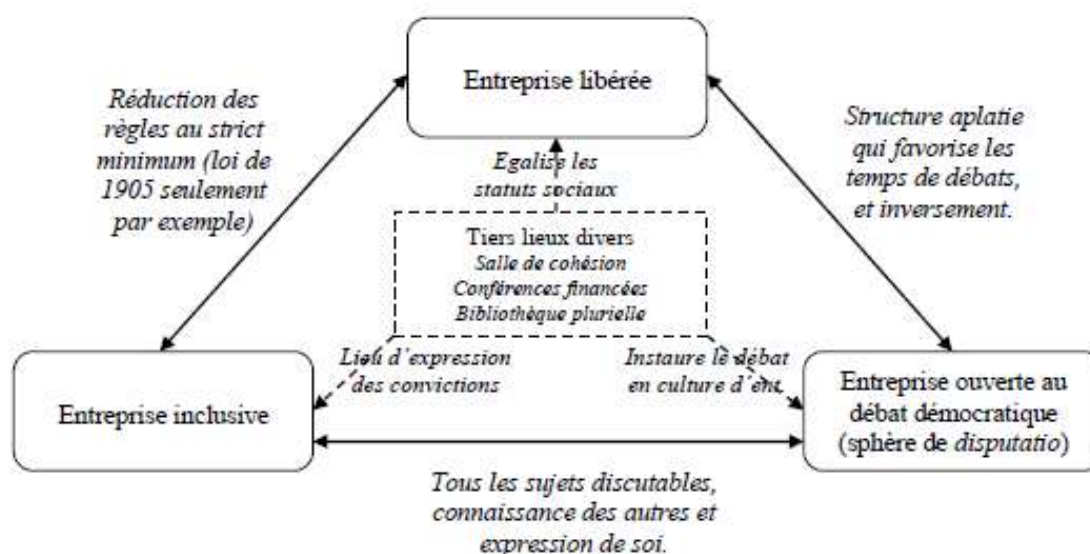 Entreprise libérée
Réduction des
règles au strict
minimum (loi de
1905 seulement
par exemple)
Structure aplatie
qui favorise les
temps de débats,
et inversement.
Egalise les
statuts sociaux
Tiers lieux divers
Salle de cohésion
Conférences financées
Bibliothèque plurielle
Lieu d'expression
des convictions
Instaure le débat
en culture d'ent.
Entreprise inclusive
Entreprise ouverte au
débat démocratique
(sphère de disputatio)
Tous les sujets discutables,
connaissance des autres et
expression de soi.